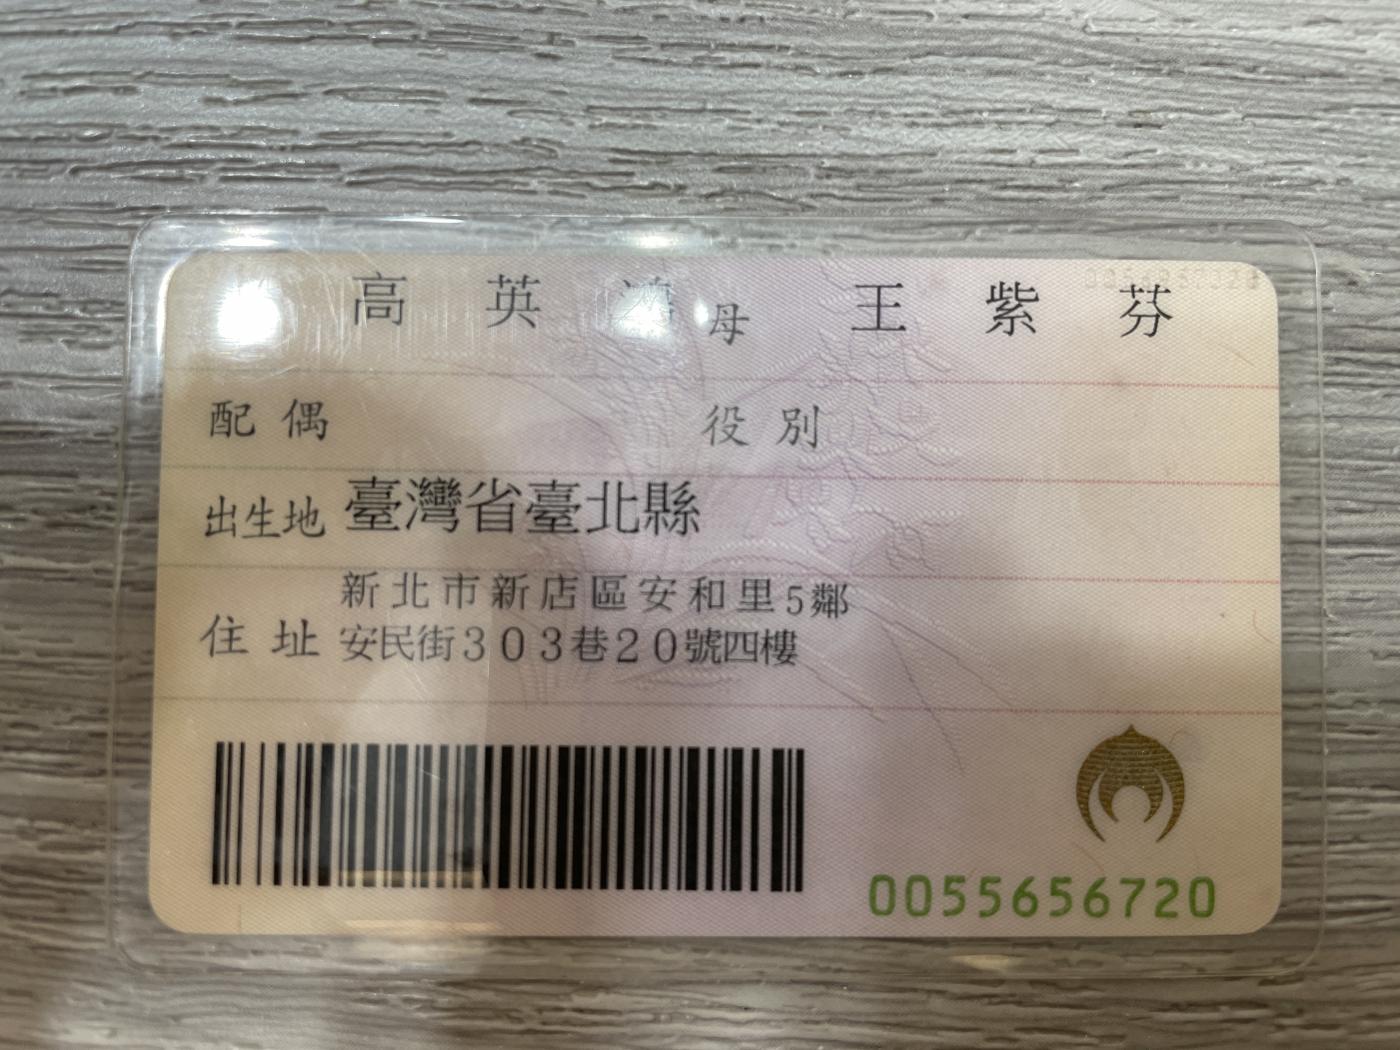 高英 母 王紫芬
配偶 役別
出生地 臺灣省臺北縣
新北市新店區安和里5鄰
住址 安民街303巷20號四樓
0055656720